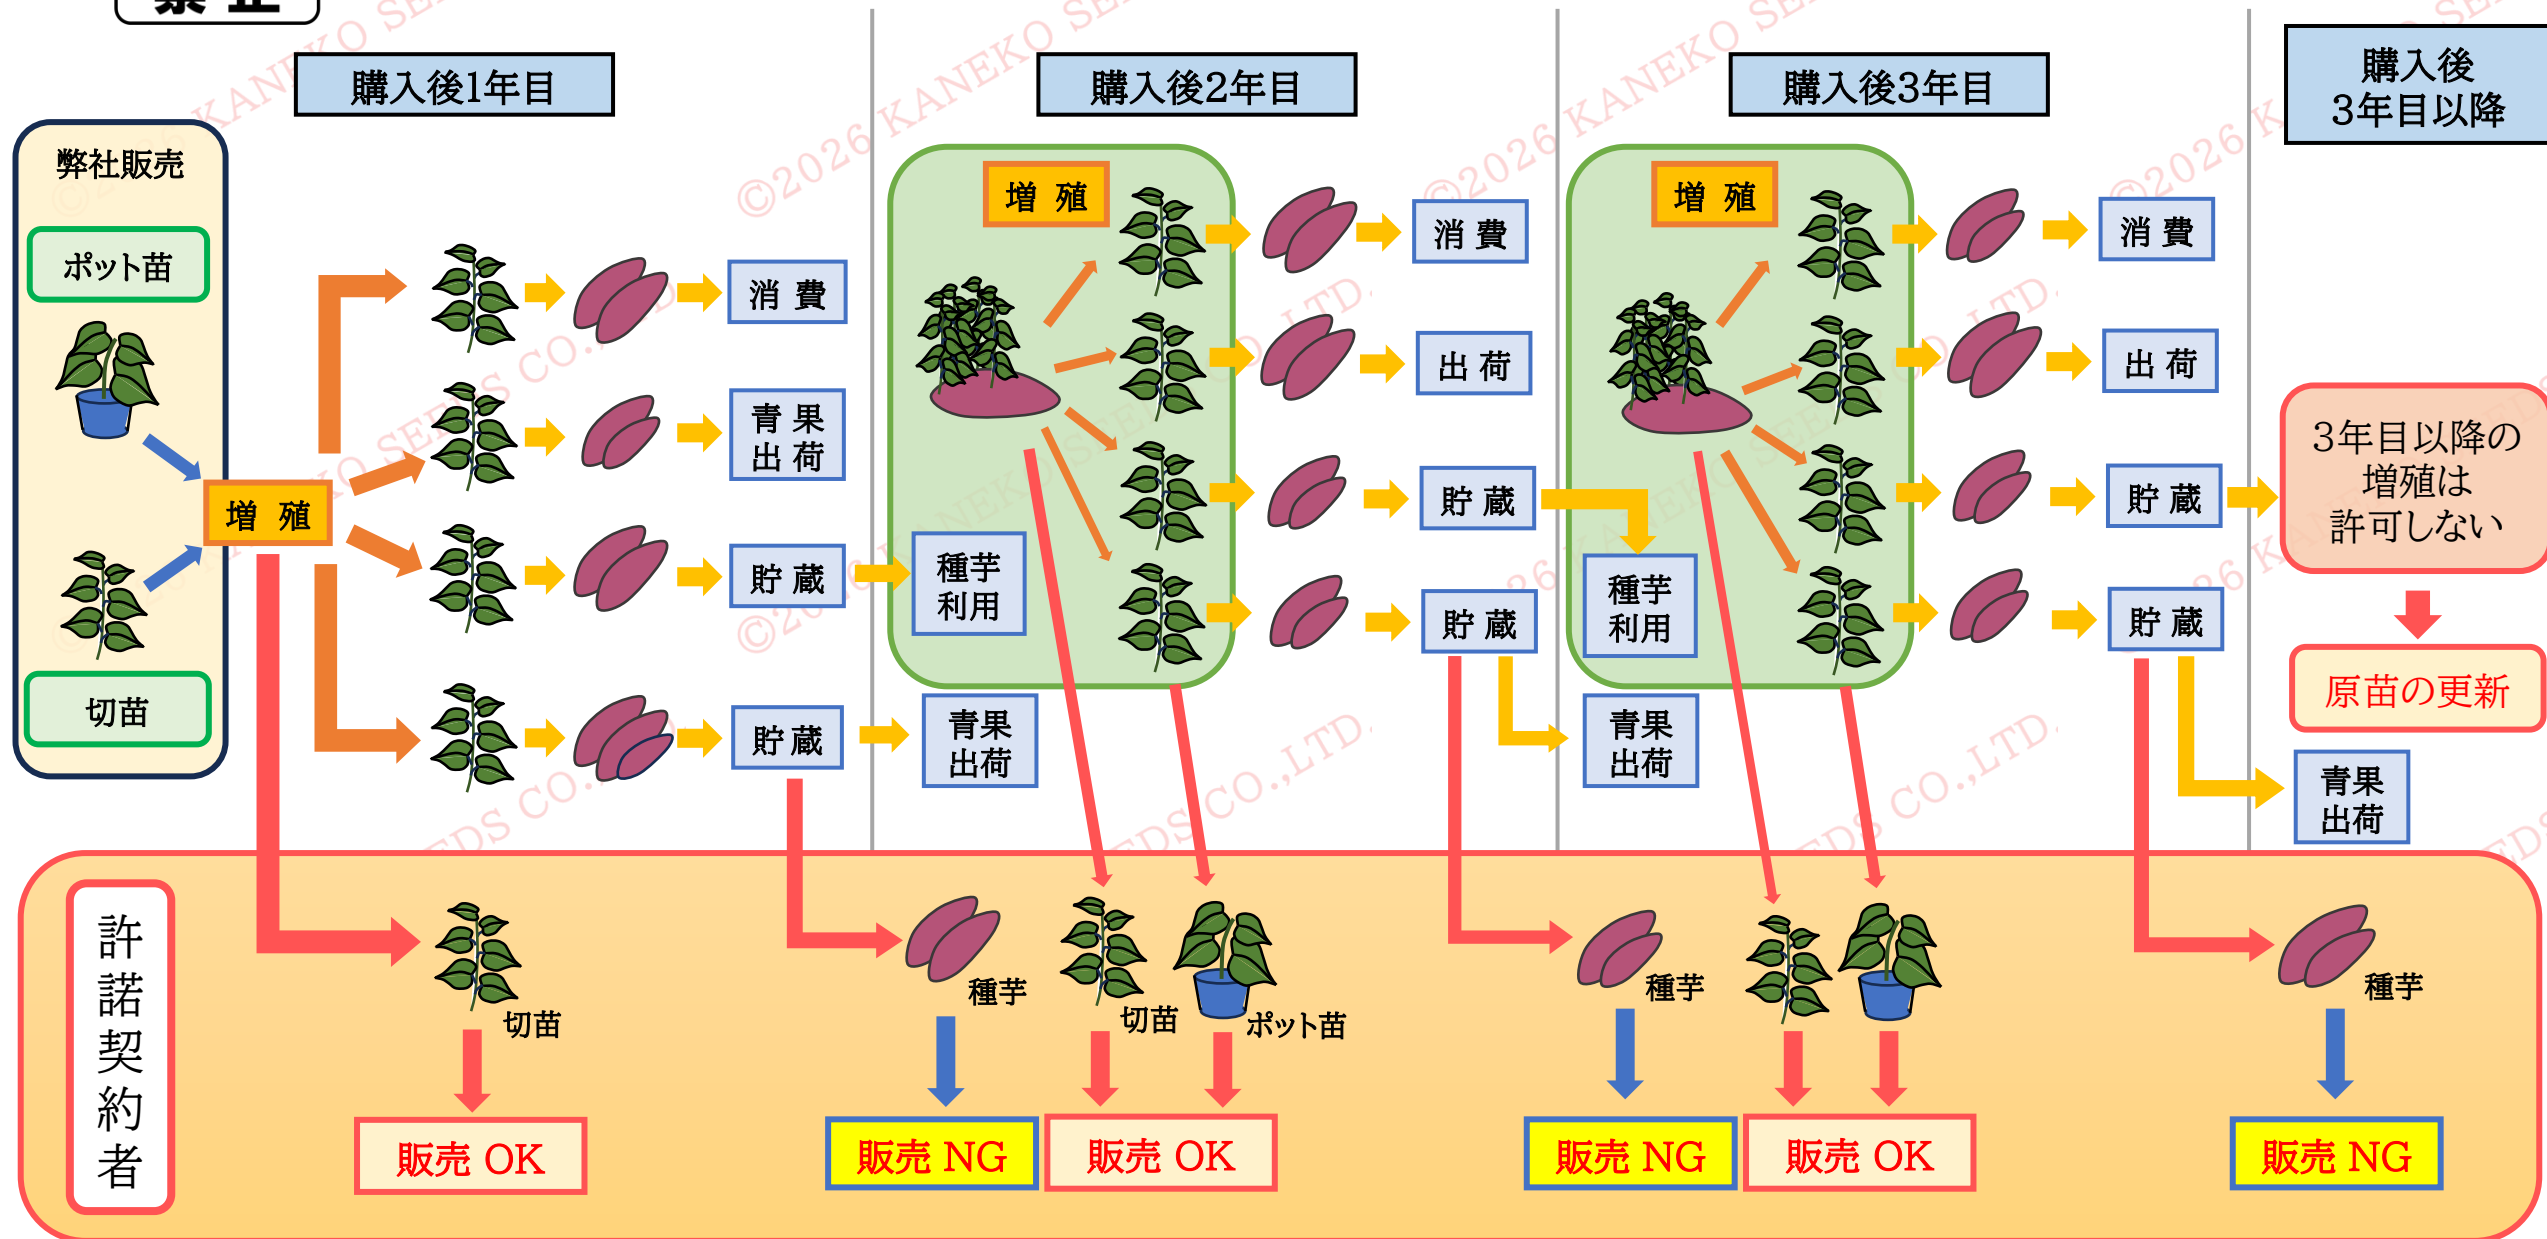 禁 止
購入後1年目
購入後2年目
購入後3年目
購入後
3年目以降
弊社販売
ポット苗
切苗
増 殖
消 費
青 果
出 荷
貯 蔵
貯 蔵
増 殖
種芋
利用
青果
出荷
消 費
出 荷
貯 蔵
貯 蔵
増 殖
種芋
利用
青果
出荷
消 費
出 荷
貯 蔵
貯 蔵
3年目以降の
増殖は
許可しない
原苗の更新
青果
出荷
許
諾
契
約
者
切苗
販売 OK
種芋
販売 NG
切苗
ポット苗
販売 OK
種芋
販売 NG
販売 OK
種芋
販売 NG
©2026 KANEKO SEEDS CO.,LTD.